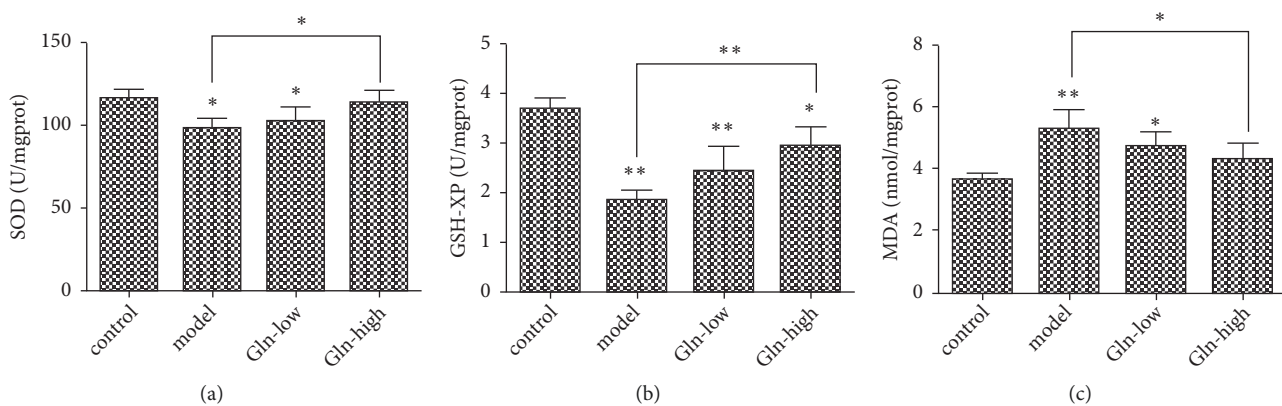 SOD (U/mgprot)
150
100
50
0
*
*
*
control
model
Gln-low
Gln-high
(a)
GSH-XP (U/mgprot)
5
4
3
2
1
0
**
**
**
*
control
model
Gln-low
Gln-high
(b)
MDA (nmol/mgprot)
8
6
4
2
0
*
**
*
control
model
Gln-low
Gln-high
(c)